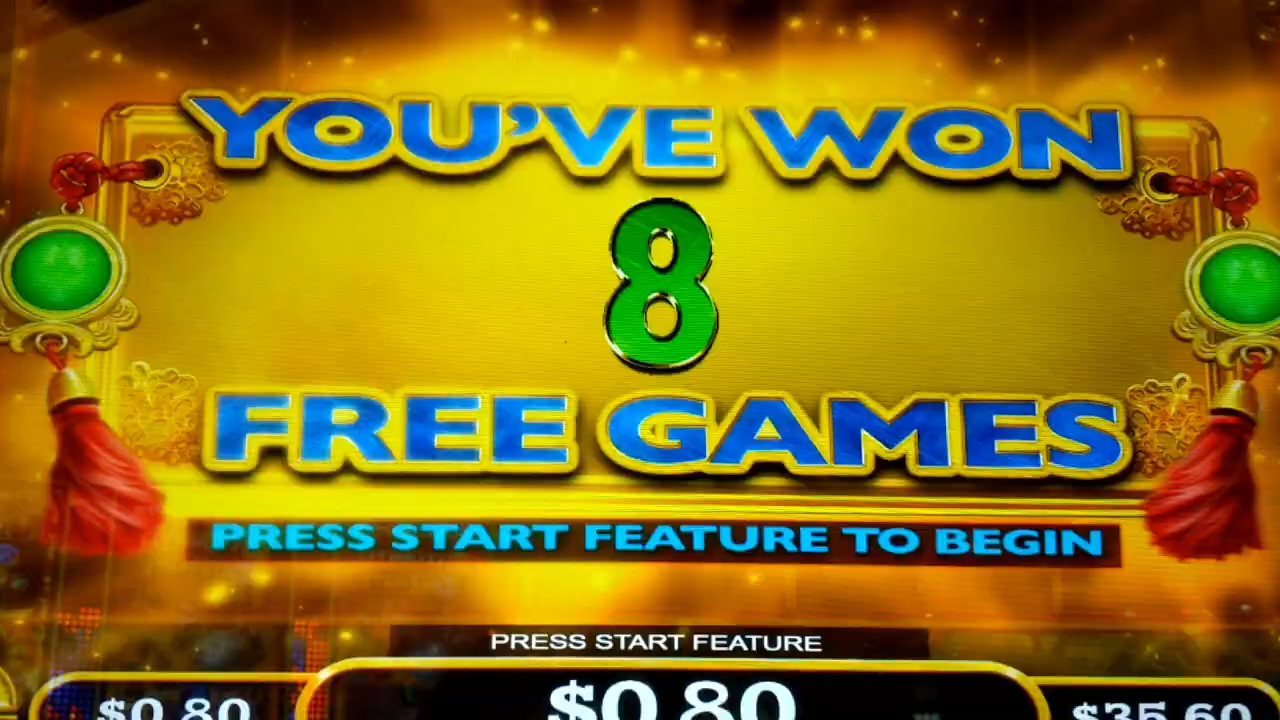 YOU'VE WON
8
FREE GAMES
PRESS START FEATURE TO BEGIN
PRESS START FEATURE
$0.80 $0.80 $35.60